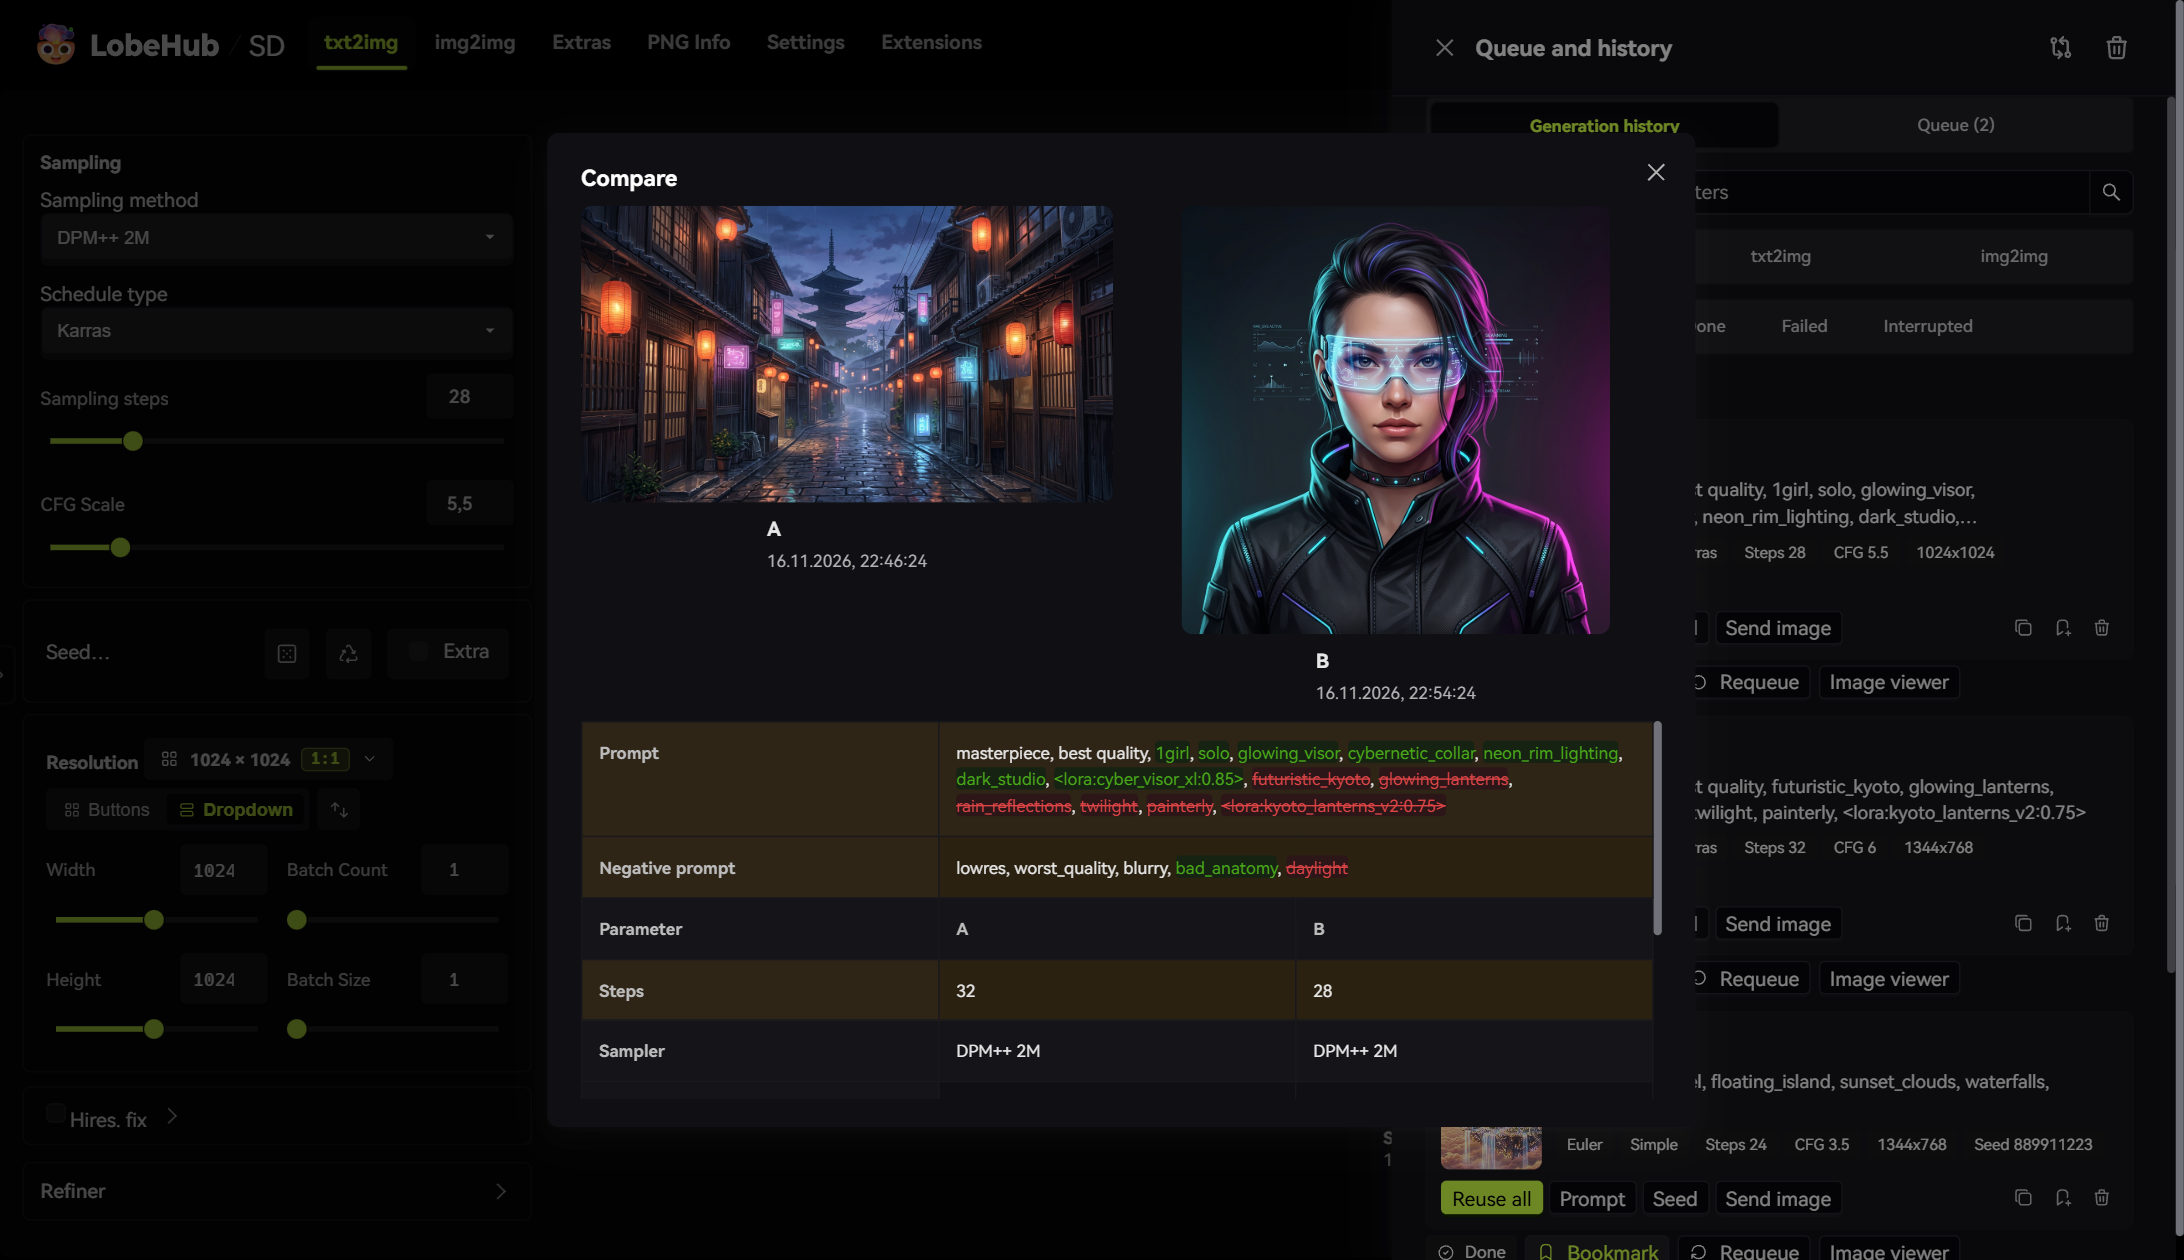 LobeHub / SD
txt2img
img2img
Extras
PNG Info
Settings
Extensions
Queue and history
Generation history
Queue (2)
Sampling
Sampling method
DPM++ 2M
Schedule type
Karras
Sampling steps
28
CFG Scale
5,5
Seed...
Extra
Resolution
1024 × 1024
1:1
Buttons
Dropdown
Width
1024
Batch Count
1
Height
1024
Batch Size
1
Hires. fix
Refiner
Compare
A
16.11.2026, 22:46:24
B
16.11.2026, 22:54:24
Prompt
masterpiece, best quality, 1girl, solo, glowing_visor, cybernetic_collar, neon_rim_lighting,
dark_studio, <lora:cyber_visor_xl:0.85>, futuristic_kyoto, glowing_lanterns,
rain_reflections, twilight, painterly, <lora:kyoto_lanterns_v2:0.75>
Negative prompt
lowres, worst_quality, blurry, bad_anatomy, daylight
Parameter
A
B
Steps
32
28
Sampler
DPM++ 2M
DPM++ 2M
txt2img
img2img
Failed
Interrupted
quality, 1girl, solo, glowing_visor,
neon_rim_lighting, dark_studio,...
Steps 28
CFG 5.5
1024x1024
Send image
Requeue
Image viewer
quality, futuristic_kyoto, glowing_lanterns,
twilight, painterly, <lora:kyoto_lanterns_v2:0.75>
Steps 32
CFG 6
1344x768
Send image
Requeue
Image viewer
floating_island, sunset_clouds, waterfalls,
Euler
Simple
Steps 24
CFG 3.5
1344x768
Seed 889911223
Reuse all
Prompt
Seed
Send image
Done
Bookmark
Requeue
Image viewer